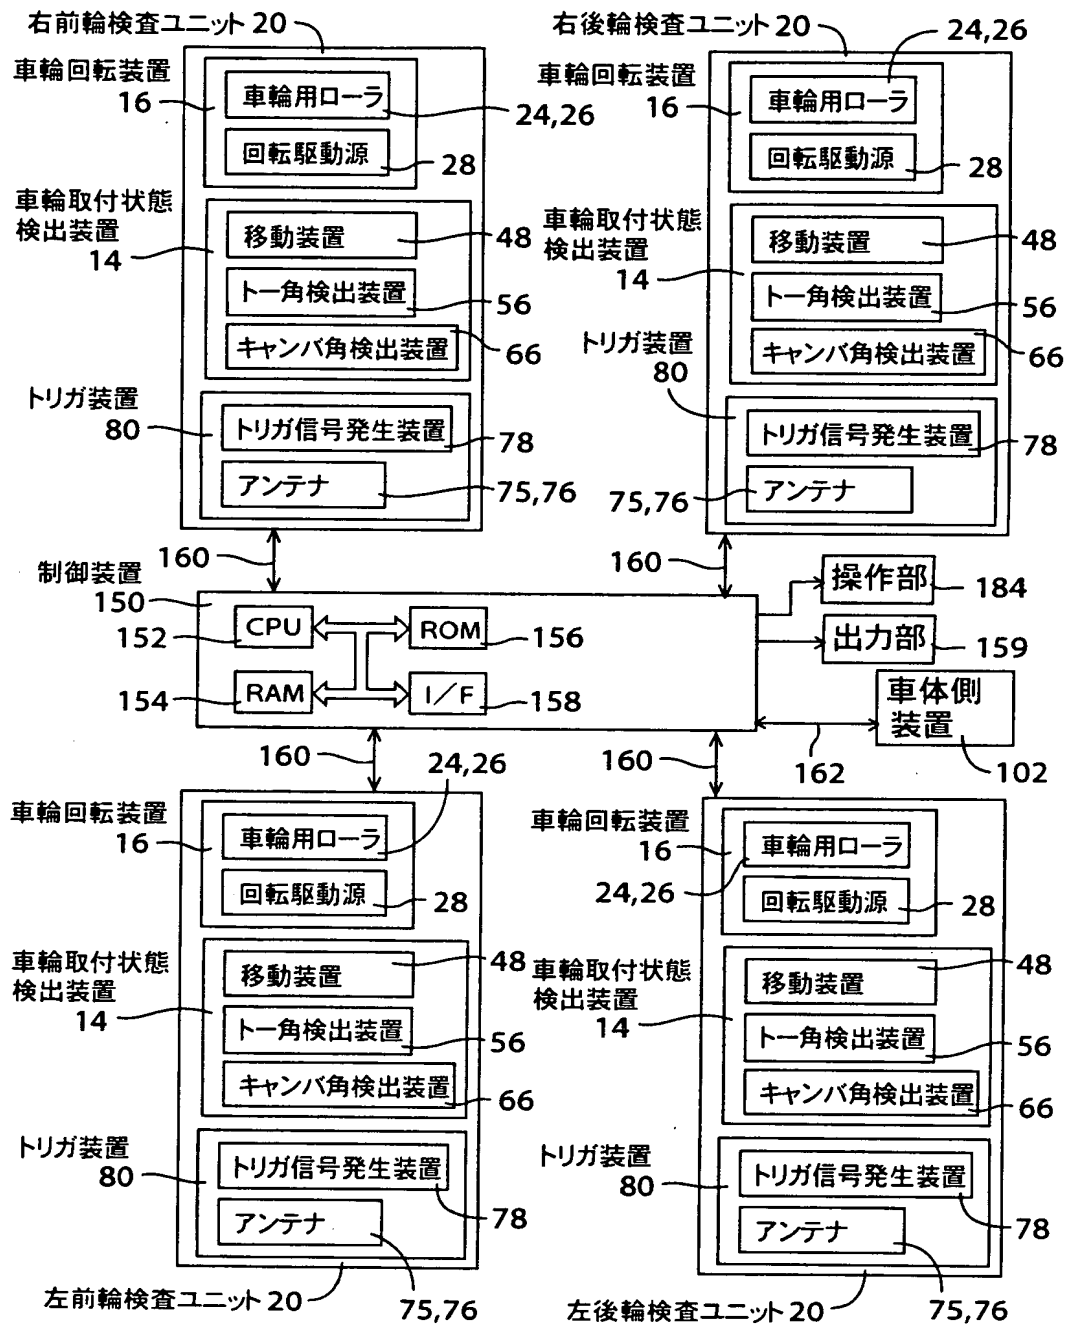 右前輪検査ユニット20
車輪回転装置
16
車輪用ローラ
24,26
回転駆動源
28
車輪取付状態
検出装置
14
移動装置
48
トー角検出装置
56
キャンバ角検出装置
66
トリガ装置
80
トリガ信号発生装置
78
アンテナ
75,76
160
右後輪検査ユニット20
24,26
車輪回転装置
16
車輪用ローラ
回転駆動源
28
車輪取付状態
検出装置
14
移動装置
48
トー角検出装置
56
キャンバ角検出装置
66
トリガ装置
80
トリガ信号発生装置
78
アンテナ
75,76
160
制御装置
150
CPU
152
ROM
156
RAM
154
I/F
158
操作部
184
出力部
159
車体側
装置
102
162
160
24,26
車輪回転装置
16
車輪用ローラ
回転駆動源
28
車輪取付状態
検出装置
14
移動装置
48
トー角検出装置
56
キャンバ角検出装置
66
トリガ装置
80
トリガ信号発生装置
78
アンテナ
75,76
左前輪検査ユニット20
160
車輪回転装置
16
車輪用ローラ
24,26
回転駆動源
28
車輪取付状態
検出装置
14
移動装置
48
トー角検出装置
56
キャンバ角検出装置
66
トリガ装置
80
トリガ信号発生装置
78
アンテナ
75,76
左後輪検査ユニット20